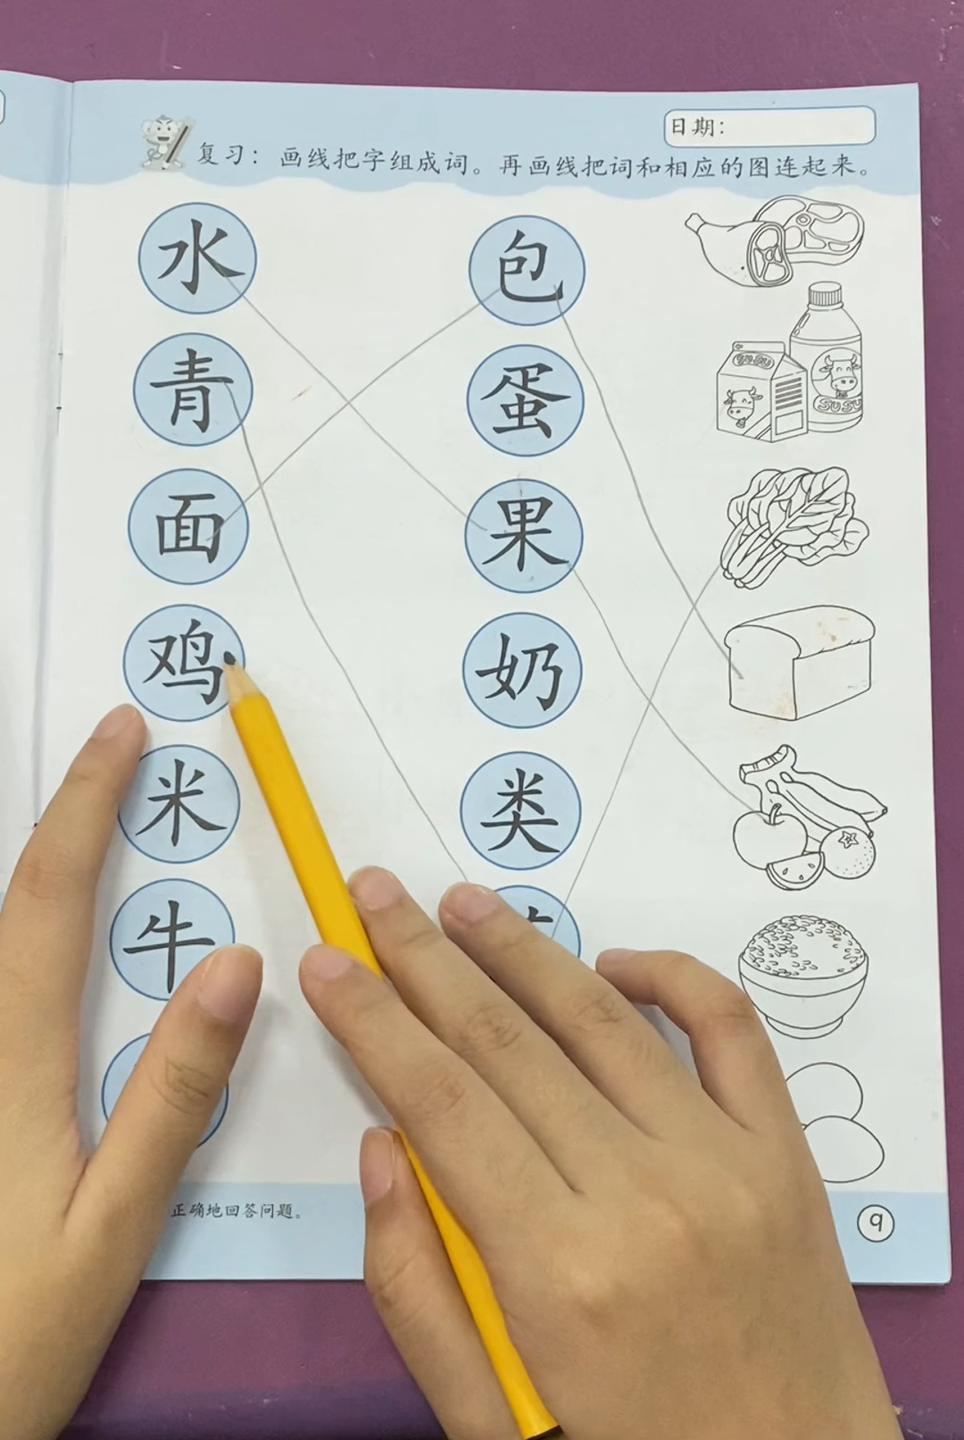 日期：
复习： 画线把字组成词。再画线把词和相应的图连起来。
水 包
青 蛋
面 果
鸡 奶
米 类
牛
SUSU
正确地回答问题。
9